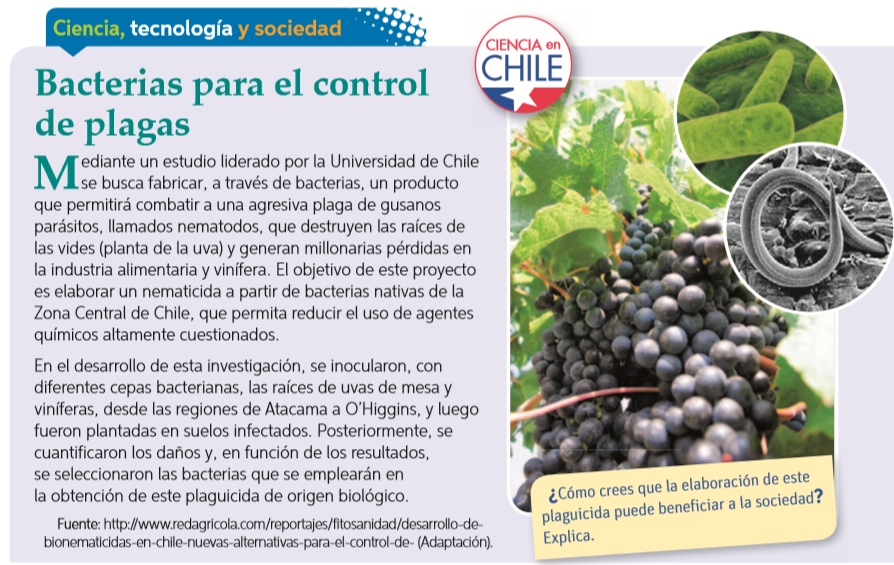 Ciencia, tecnología y sociedad
CIENCIA en
CHILE
Bacterias para el control
de plagas
Mediante un estudio liderado por la Universidad de Chile
se busca fabricar, a través de bacterias, un producto
que permitirá combatir a una agresiva plaga de gusanos
parásitos, llamados nematodos, que destruyen las raíces de
las vides (planta de la uva) y generan millonarias pérdidas en
la industria alimentaria y vinífera. El objetivo de este proyecto
es elaborar un nematicida a partir de bacterias nativas de la
Zona Central de Chile, que permita reducir el uso de agentes
químicos altamente cuestionados.
En el desarrollo de esta investigación, se inocularon, con
diferentes cepas bacterianas, las raíces de uvas de mesa y
viníferas, desde las regiones de Atacama a O'Higgins, y luego
fueron plantadas en suelos infectados. Posteriormente, se
cuantificaron los daños y, en función de los resultados,
se seleccionaron las bacterias que se emplearán en
la obtención de este plaguicida de origen biológico.
Fuente: http://www.redagricola.com/reportajes/fitosanidad/desarrollo-de-
bionematicidas-en-chile-nuevas-alternativas-para-el-control-de- (Adaptación).
¿Cómo crees que la elaboración de este
plaguicida puede beneficiar a la sociedad?
Explica.